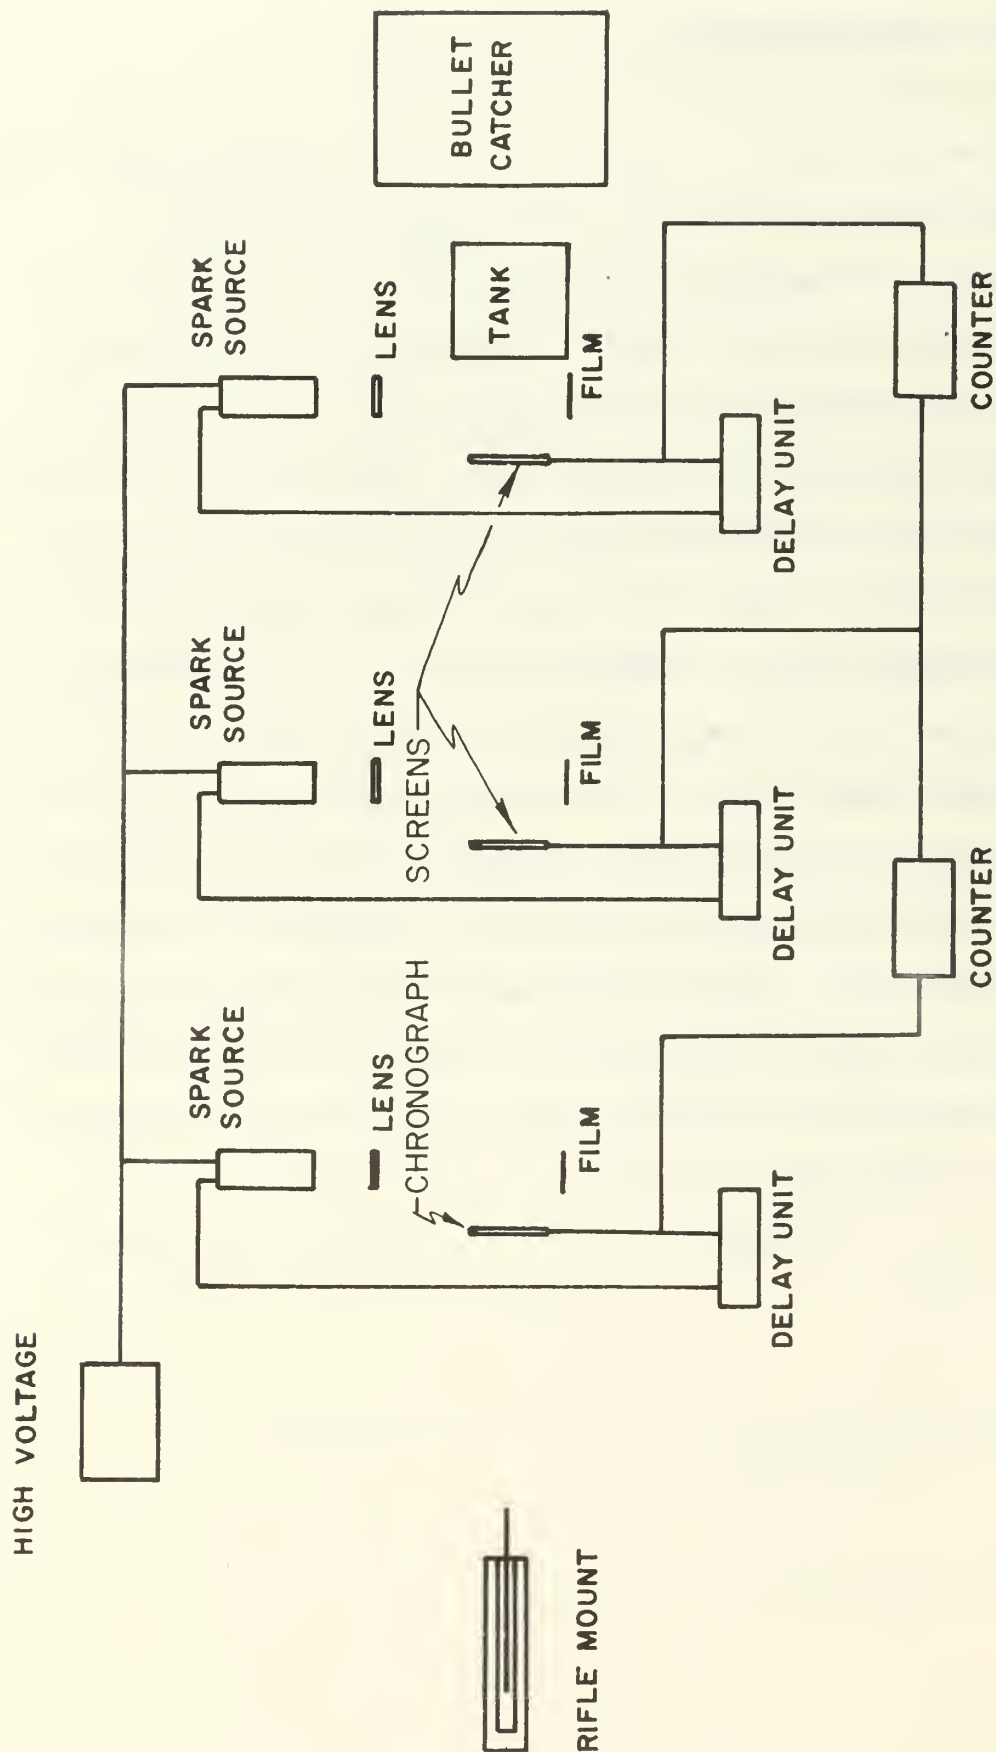 HIGH VOLTAGE
SPARK
SOURCE
SPARK
SOURCE
SPARK
SOURCE
LENS
LENS
LENS
CHRONOGRAPH
SCREENS
BULLET
CATCHER
TANK
FILM
FILM
FILM
RIFLE MOUNT
DELAY UNIT
DELAY UNIT
DELAY UNIT
COUNTER
COUNTER